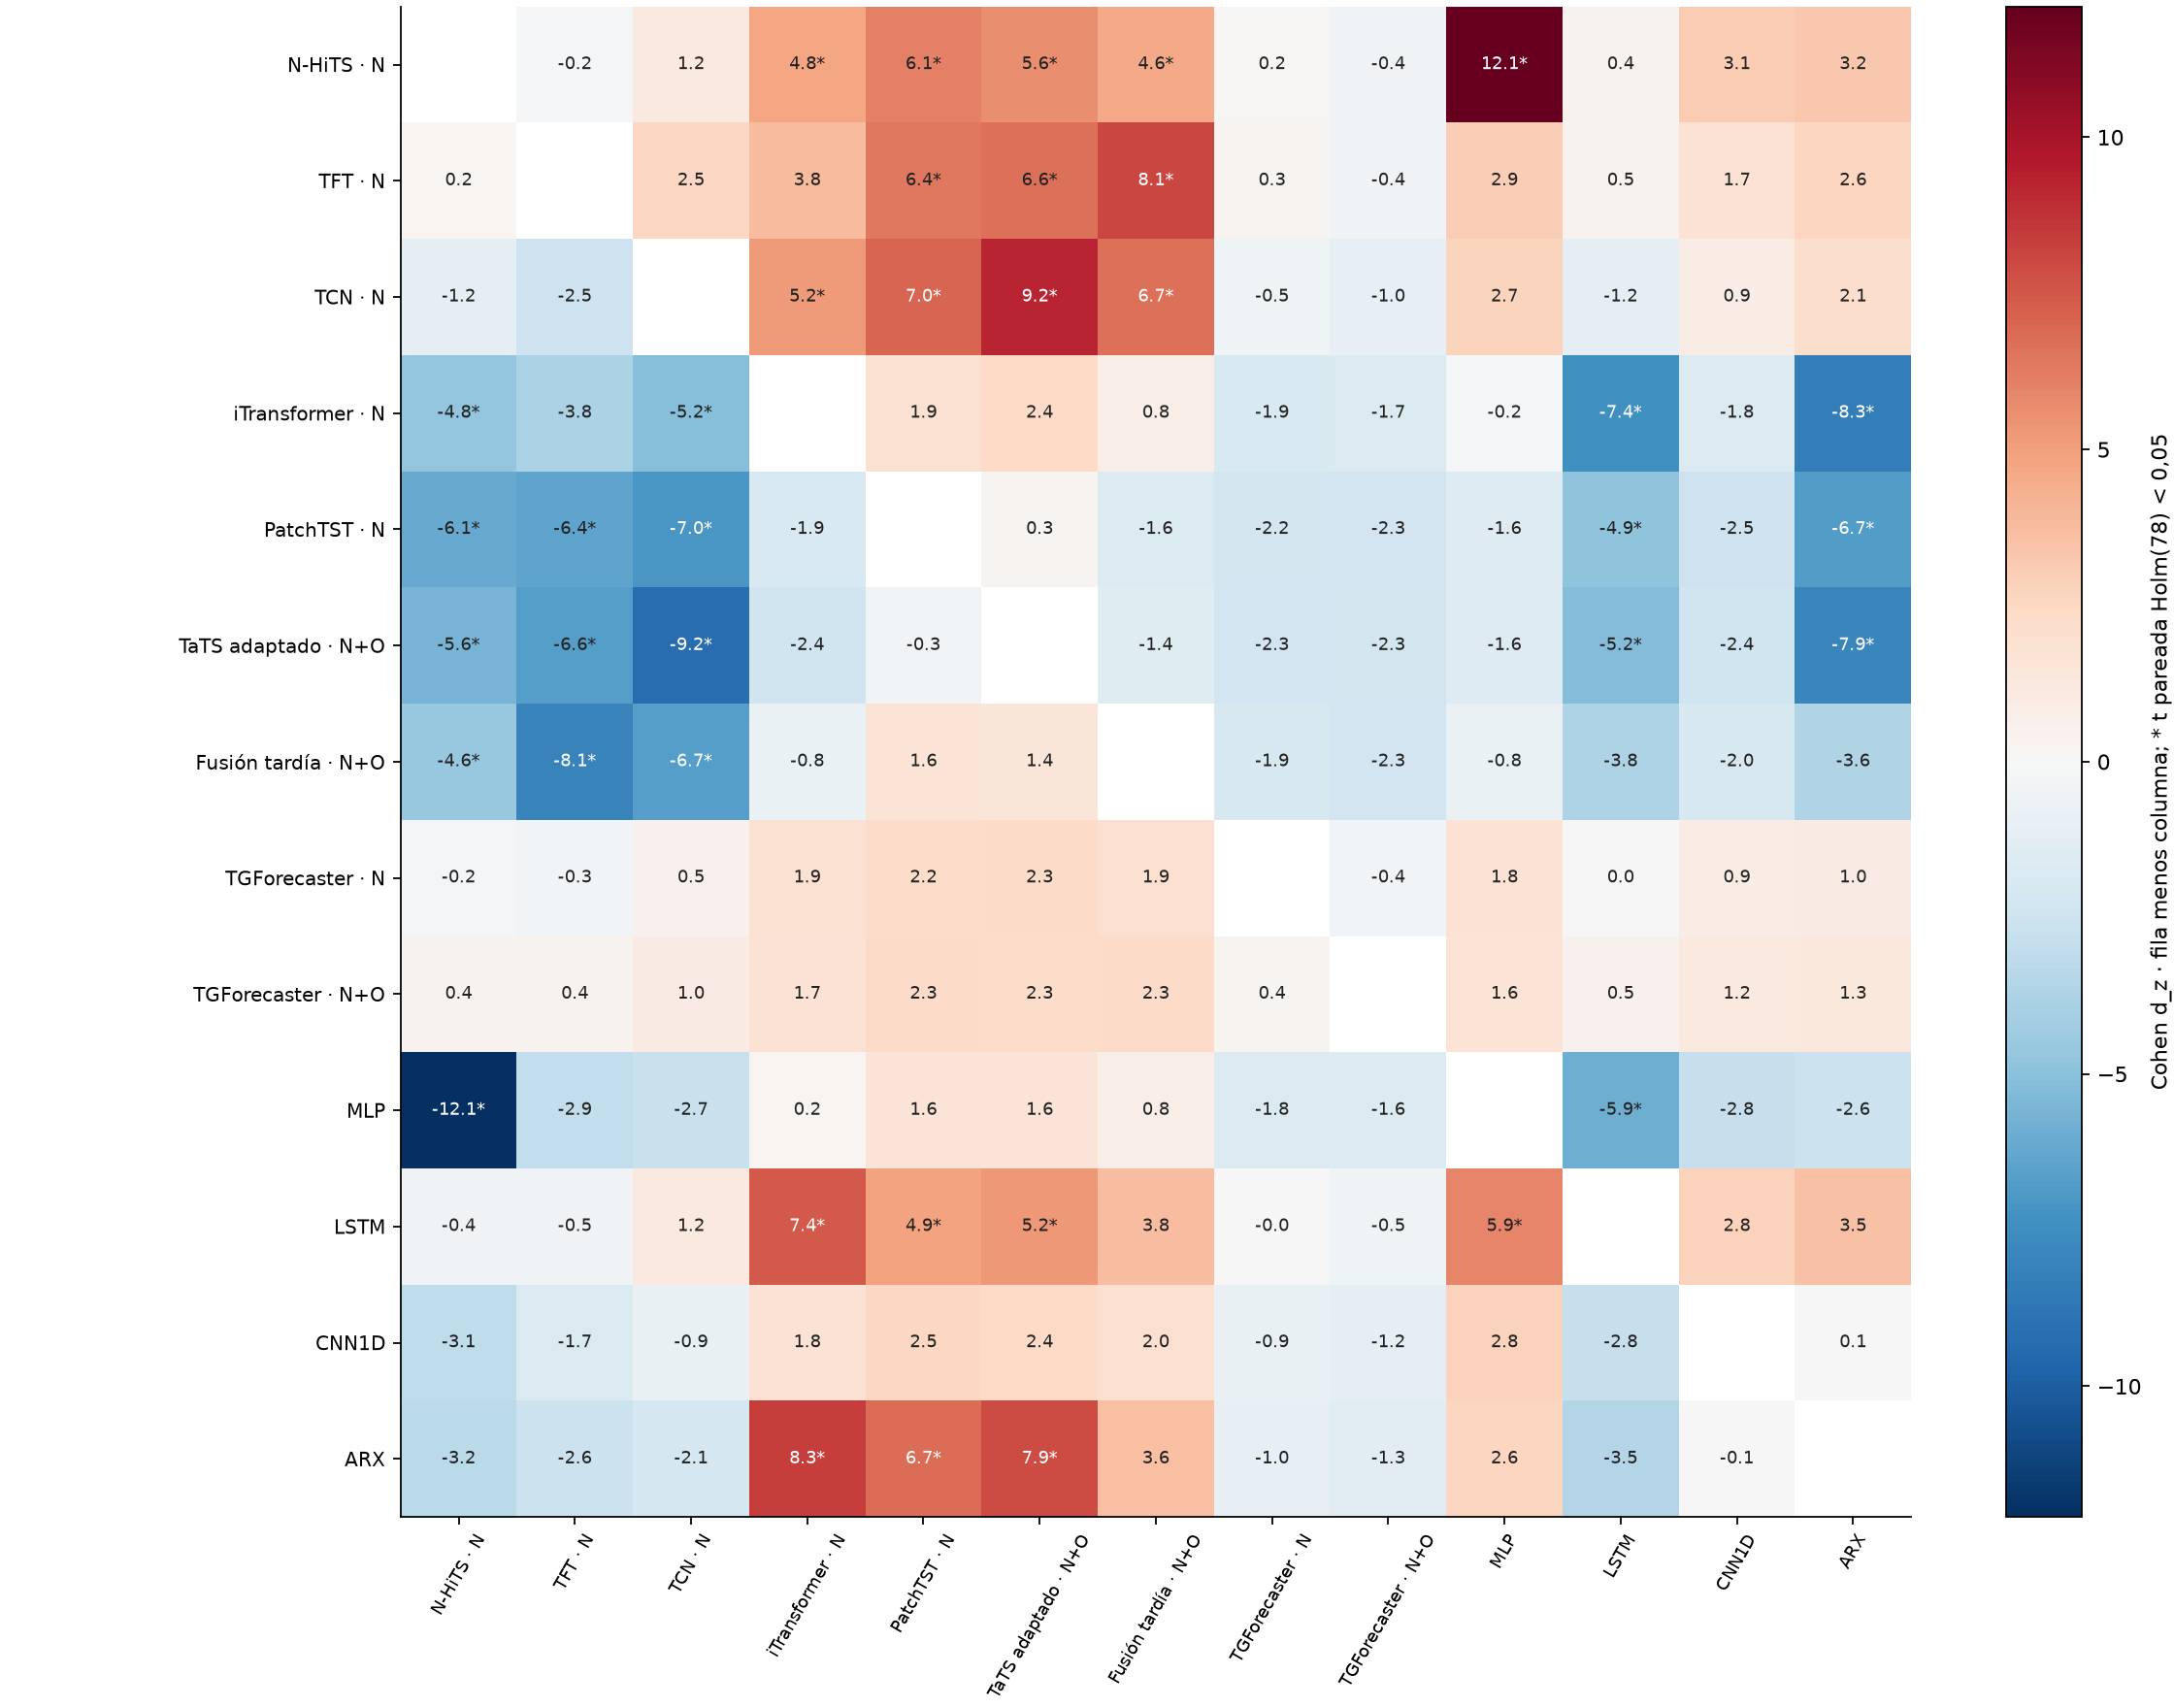 N-HiTS · N -0.2 1.2 4.8* 6.1* 5.6* 4.6* 0.2 -0.4 12.1* 0.4 3.1 3.2
TFT · N 0.2 2.5 3.8 6.4* 6.6* 8.1* 0.3 -0.4 2.9 0.5 1.7 2.6
TCN · N -1.2 -2.5 5.2* 7.0* 9.2* 6.7* -0.5 -1.0 2.7 -1.2 0.9 2.1
iTransformer · N -4.8* -3.8 -5.2* 1.9 2.4 0.8 -1.9 -1.7 -0.2 -7.4* -1.8 -8.3*
PatchTST · N -6.1* -6.4* -7.0* -1.9 0.3 -1.6 -2.2 -2.3 -1.6 -4.9* -2.5 -6.7*
TaTS adaptado · N+O -5.6* -6.6* -9.2* -2.4 -0.3 -1.4 -2.3 -2.3 -1.6 -5.2* -2.4 -7.9*
Fusión tardía · N+O -4.6* -8.1* -6.7* -0.8 1.6 1.4 -1.9 -2.3 -0.8 -3.8 -2.0 -3.6
TGForecaster · N -0.2 -0.3 0.5 1.9 2.2 2.3 1.9 -0.4 1.8 0.0 0.9 1.0
TGForecaster · N+O 0.4 0.4 1.0 1.7 2.3 2.3 2.3 0.4 1.6 0.5 1.2 1.3
MLP -12.1* -2.9 -2.7 0.2 1.6 1.6 0.8 -1.8 -1.6 -5.9* -2.8 -2.6
LSTM -0.4 -0.5 1.2 7.4* 4.9* 5.2* 3.8 -0.0 -0.5 5.9* 2.8 3.5
CNN1D -3.1 -1.7 -0.9 1.8 2.5 2.4 2.0 -0.9 -1.2 2.8 -2.8 0.1
ARX -3.2 -2.6 -2.1 8.3* 6.7* 7.9* 3.6 -1.0 -1.3 2.6 -3.5 -0.1
N-HiTS · N
TFT · N
TCN · N
iTransformer · N
PatchTST · N
TaTS adaptado · N+O
Fusión tardía · N+O
TGForecaster · N
TGForecaster · N+O
MLP
LSTM
CNN1D
ARX
10
5
0
−5
−10
Cohen d_z · fila menos columna; * t pareada Holm(78) < 0,05